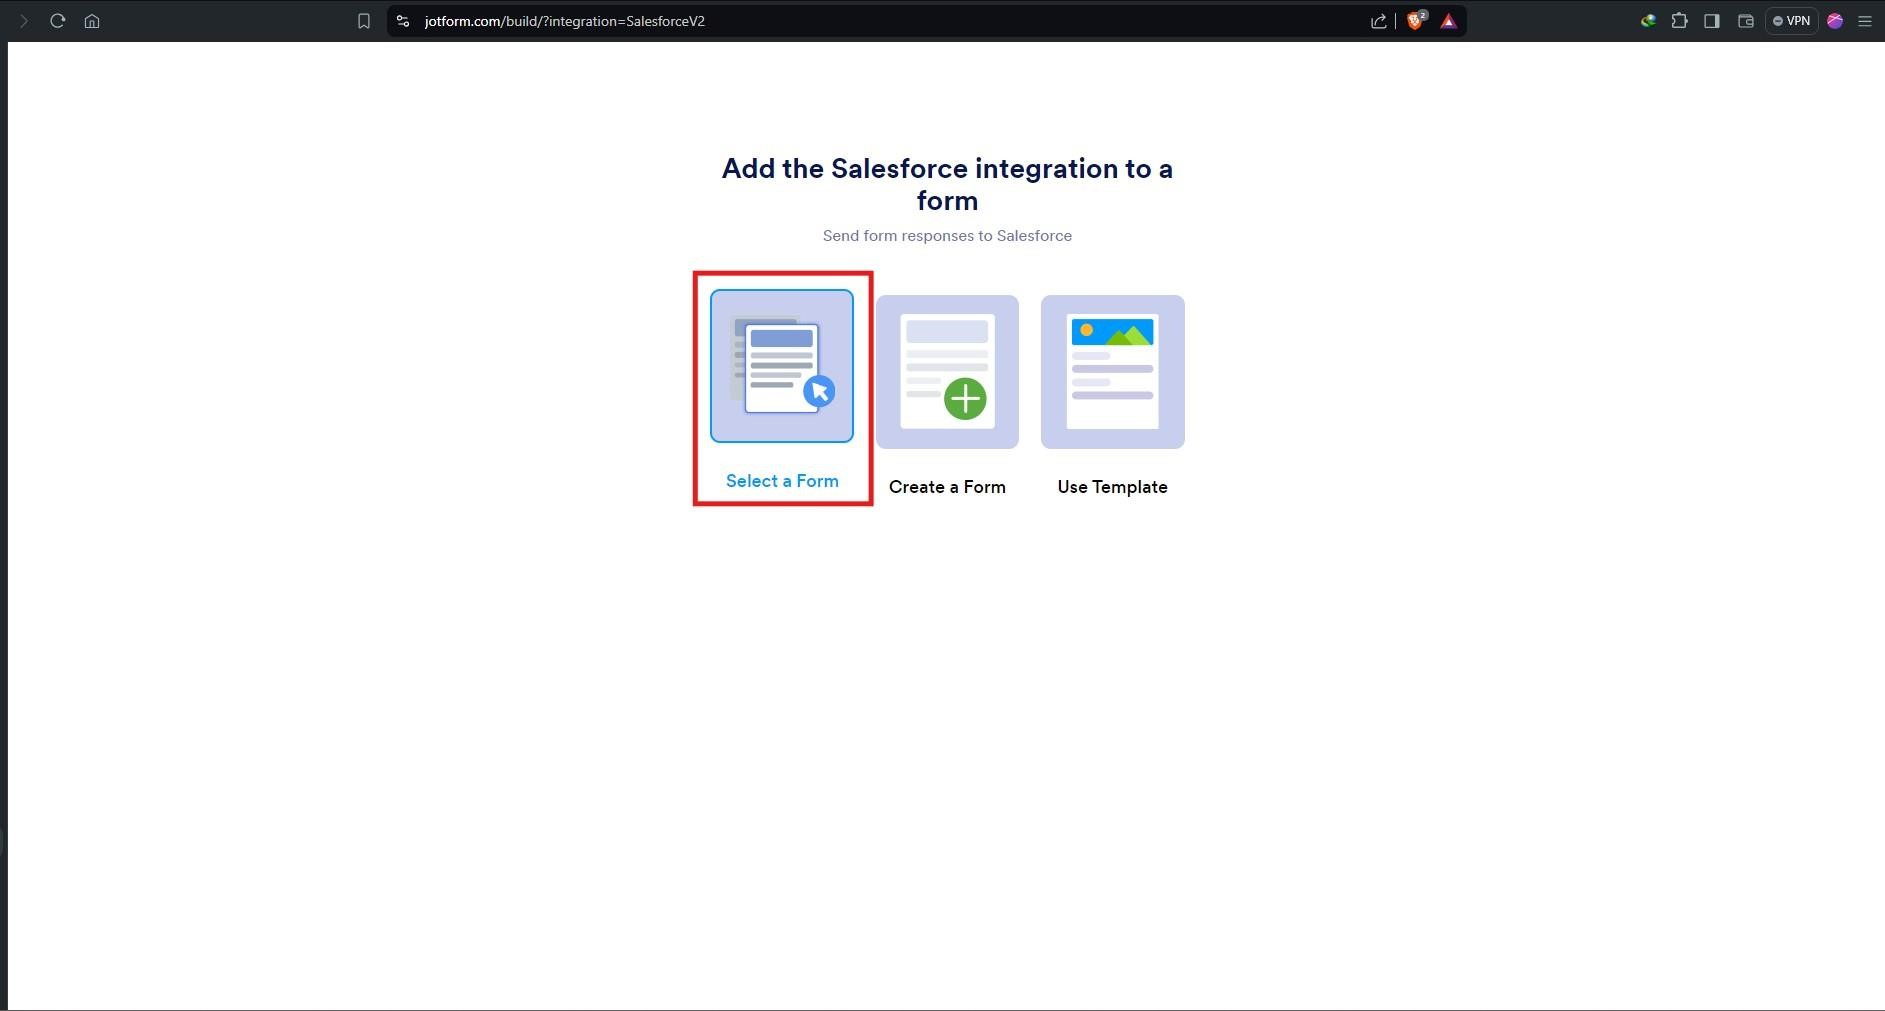 jotform.com/build/?integration=SalesforceV2
2
VPN
Add the Salesforce integration to a
form
Send form responses to Salesforce
Select a Form
Create a Form
Use Template